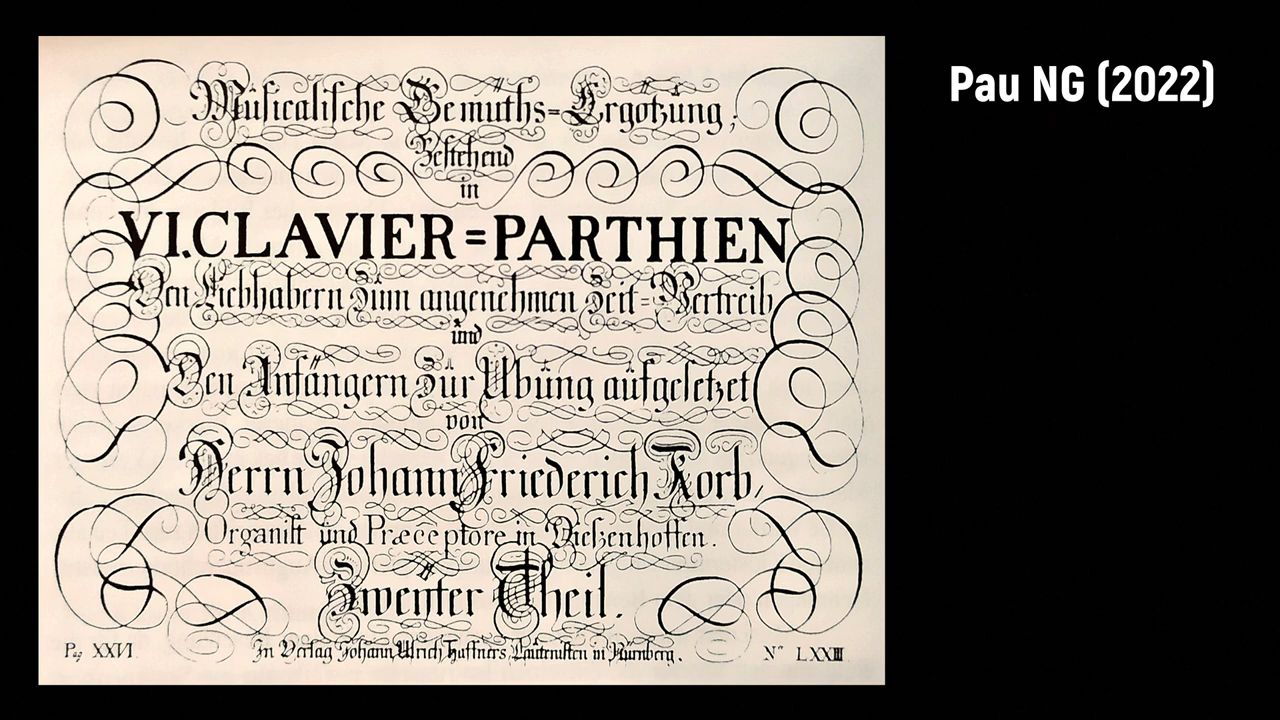 Musicalische Gemüths=Ergötzung,
Bestehend
in
VI.CLAVIER=PARTHIEN
Den Liebhabern Zum angenehmen Zeit=Vertreib
und
Den Anfängern Zur Ubung aufgesetzet
von
Herrn Johann Friederich Korb,
Organist und Præceptore in Diessenhoffen.
Zweyter Theil.
Pag XXVI.
In Verlag Johann Ulrich Haffners Lautenisten in Nürnberg.
No LXXIII
Pau NG (2022)